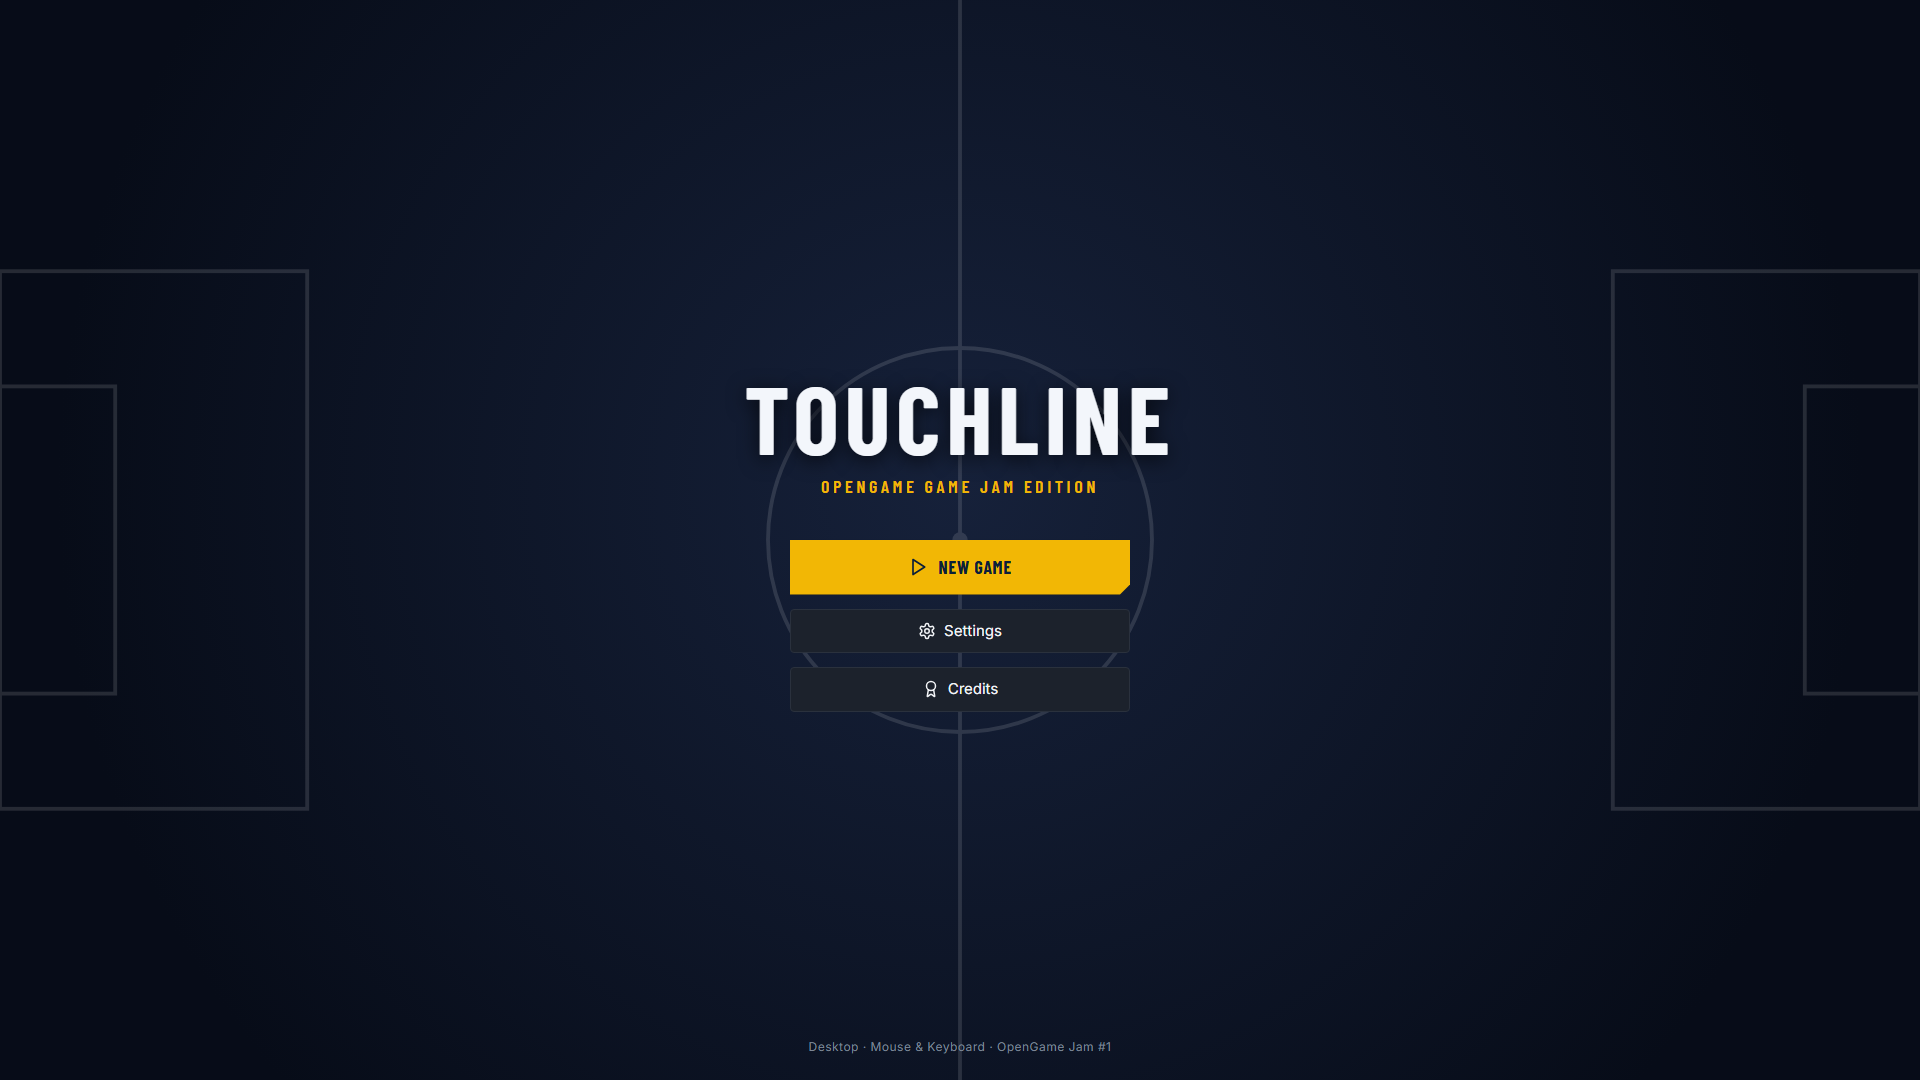 TOUCHLINE
OPENGAME GAME JAM EDITION
NEW GAME
Settings
Credits
Desktop · Mouse & Keyboard · OpenGame Jam #1